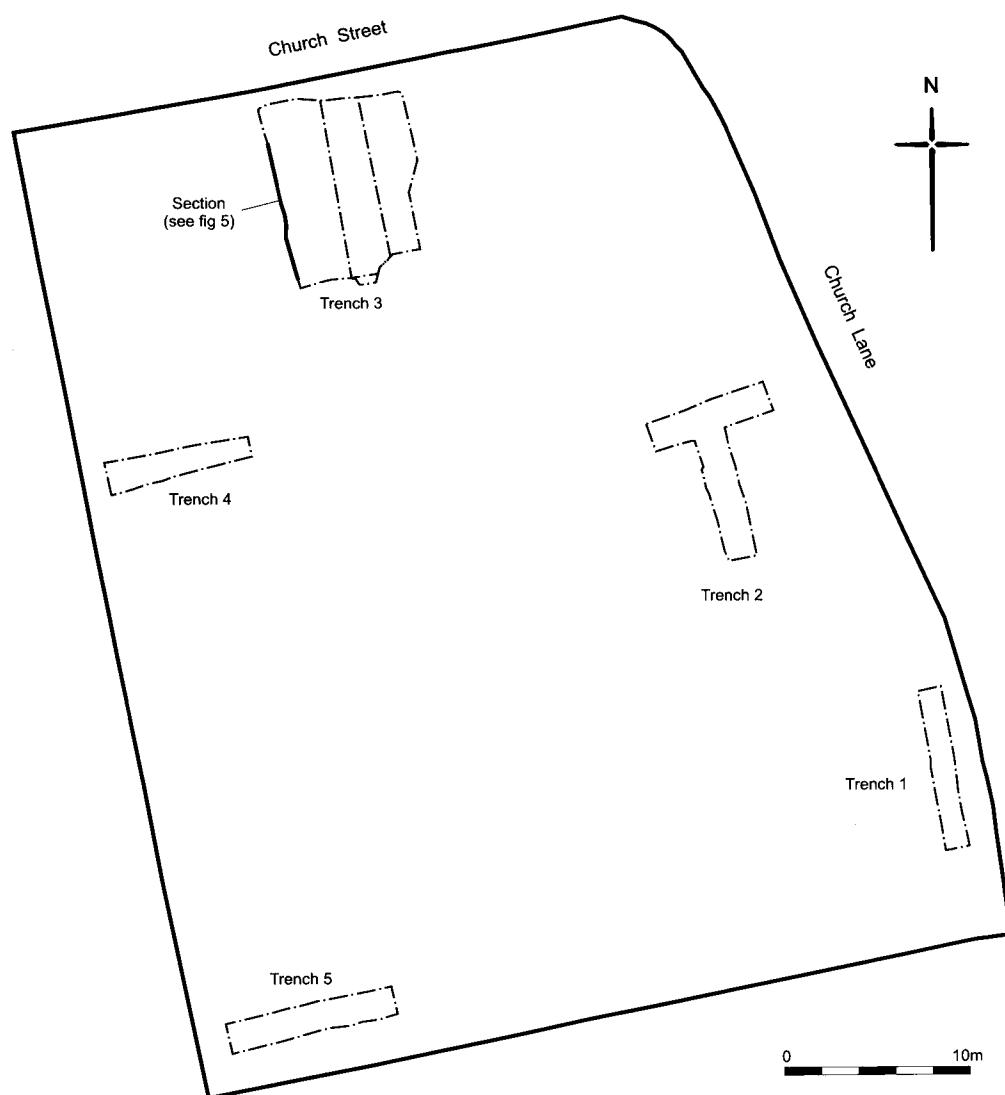 Church Street
N
Section
(see fig 5)
Trench 3
Church Lane
Trench 4
Trench 2
Trench 1
Trench 5
0 10m